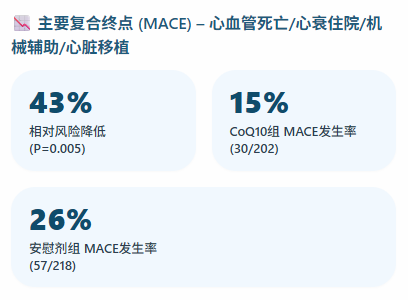 主要复合终点 (MACE) – 心血管死亡/心衰住院/机
械辅助/心脏移植
43%
相对风险降低
(P=0.005)
15%
CoQ10组 MACE发生率
(30/202)
26%
安慰剂组 MACE发生率
(57/218)